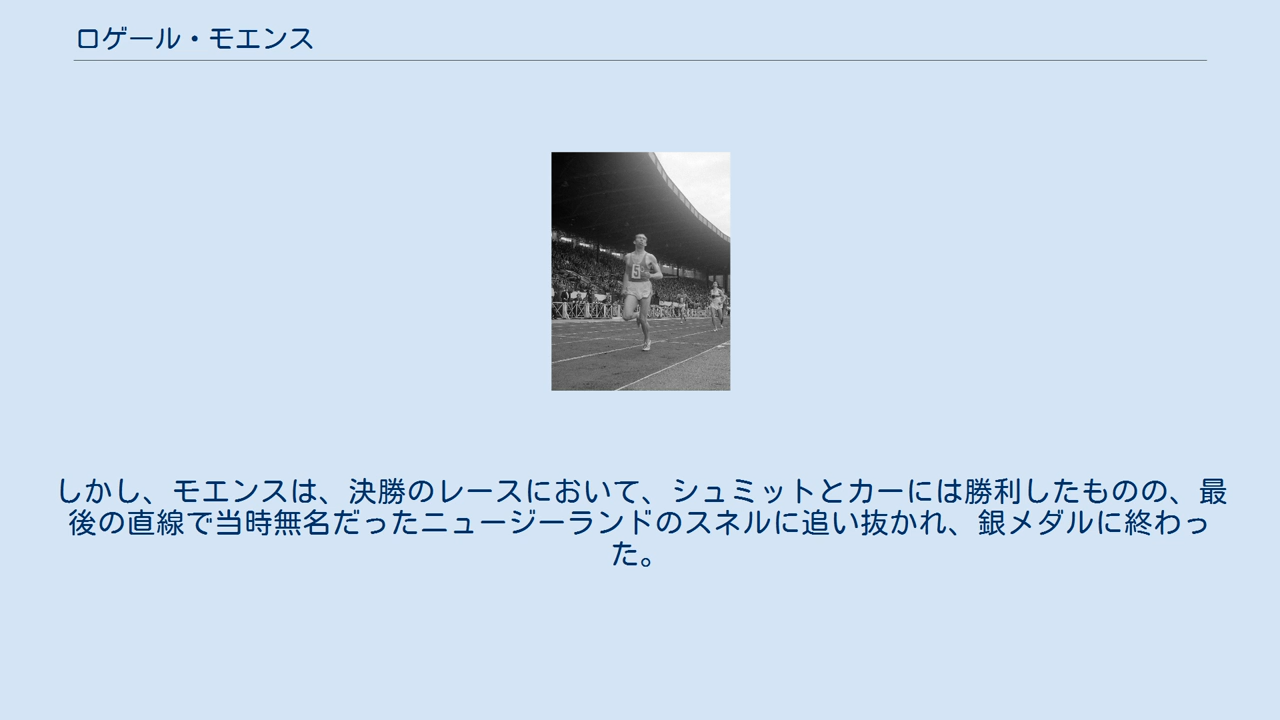 ロゲール・モエンス
5
しかし、モエンスは、決勝のレースにおいて、シュミットとカーには勝利したものの、最
後の直線で当時無名だったニュージーランドのスネルに追い抜かれ、銀メダルに終わっ
た。